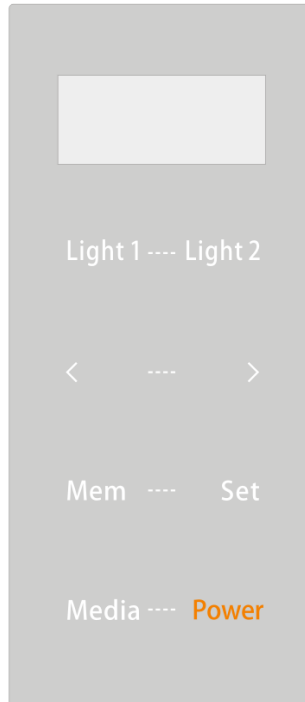 Light 1 ---- Light 2
< ---- >
Mem ---- Set
Media ---- Power